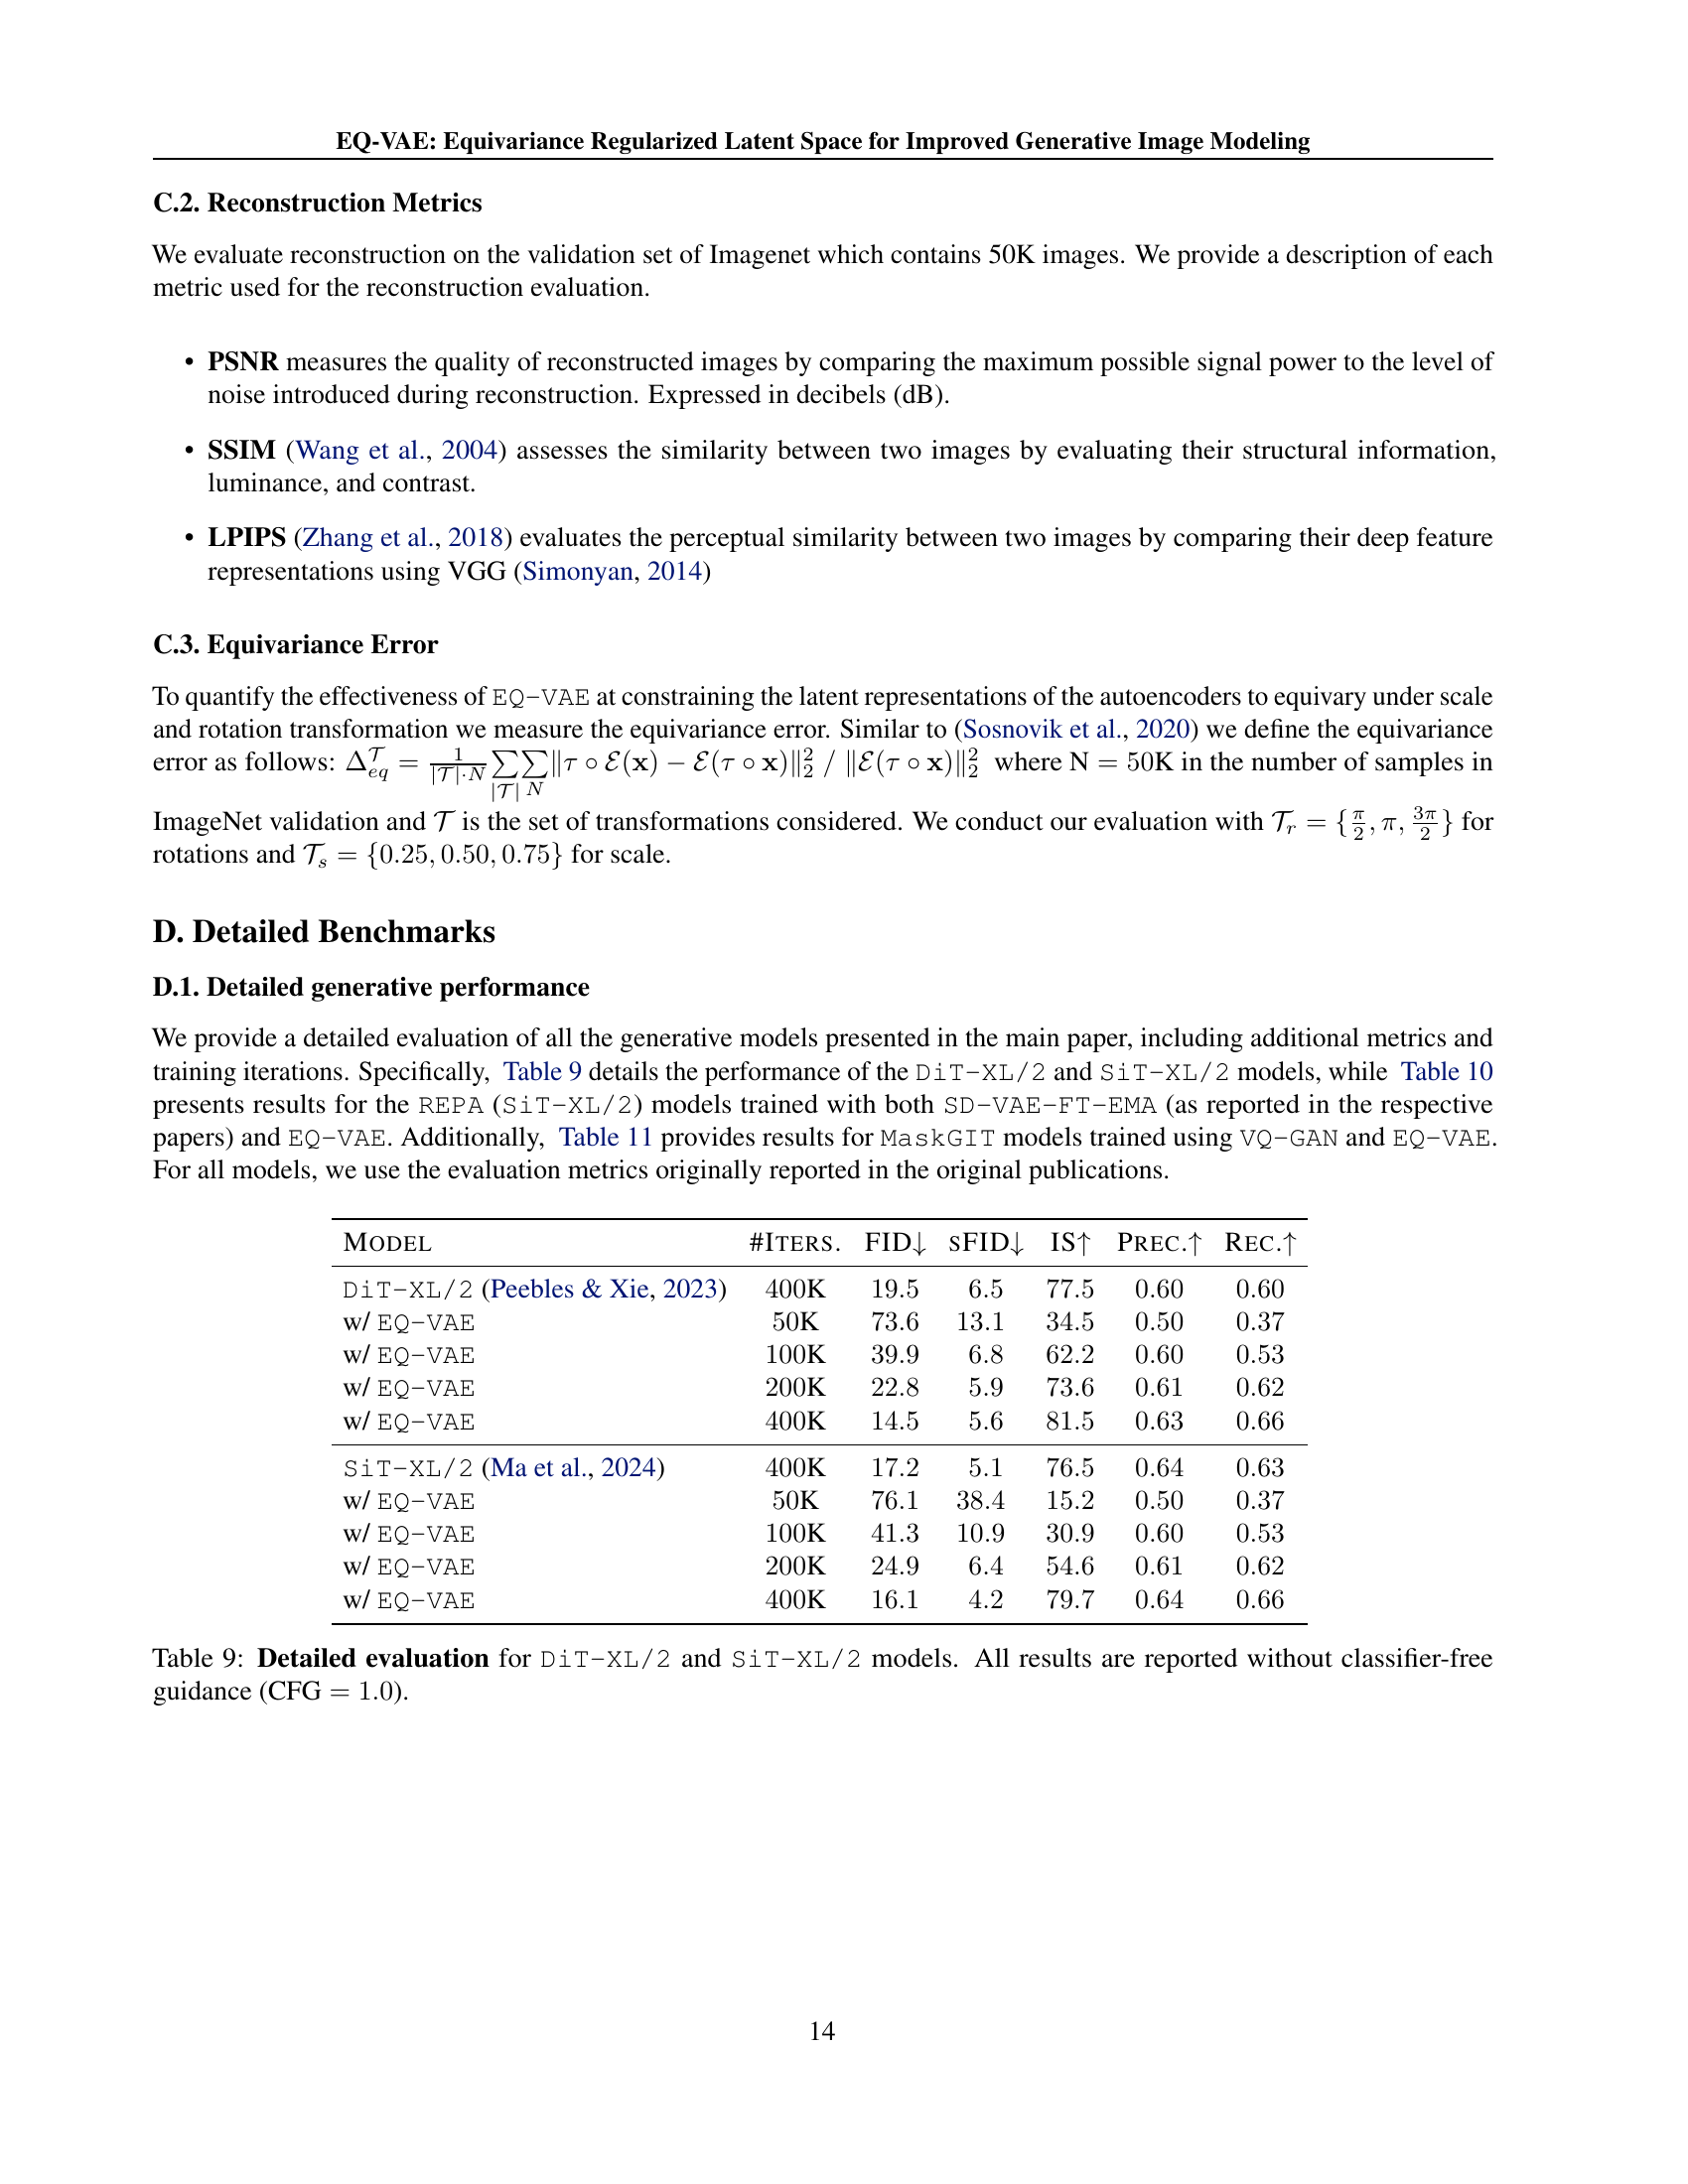 EQ-VAE: Equivariance Regularized Latent Space for Improved Generative Image Modeling
C.2. Reconstruction Metrics
We evaluate reconstruction on the validation set of Imagenet which contains 50K images. We provide a description of each
metric used for the reconstruction evaluation.
• PSNR measures the quality of reconstructed images by comparing the maximum possible signal power to the level of
noise introduced during reconstruction. Expressed in decibels (dB).
• SSIM (Wang et al., 2004) assesses the similarity between two images by evaluating their structural information,
luminance, and contrast.
• LPIPS (Zhang et al., 2018) evaluates the perceptual similarity between two images by comparing their deep feature
representations using VGG (Simonyan, 2014)
C.3. Equivariance Error
To quantify the effectiveness of EQ-VAE at constraining the latent representations of the autoencoders to equivary under scale
and rotation transformation we measure the equivariance error. Similar to (Sosnovik et al., 2020) we define the equivariance
error as follows: $\Delta_{eq}^{\mathcal{T}} = \frac{1}{|\mathcal{T}| \cdot N} \sum_{|\mathcal{T}|} \sum_{N} \|\tau \circ \mathcal{E}(\mathbf{x}) - \mathcal{E}(\tau \circ \mathbf{x})\|_2^2 \,/\, \|\mathcal{E}(\tau \circ \mathbf{x})\|_2^2$ where N = 50K in the number of samples in
ImageNet validation and $\mathcal{T}$ is the set of transformations considered. We conduct our evaluation with $\mathcal{T}_r = \{\frac{\pi}{2}, \pi, \frac{3\pi}{2}\}$ for
rotations and $\mathcal{T}_s = \{0.25, 0.50, 0.75\}$ for scale.
D. Detailed Benchmarks
D.1. Detailed generative performance
We provide a detailed evaluation of all the generative models presented in the main paper, including additional metrics and
training iterations. Specifically, Table 9 details the performance of the DiT-XL/2 and SiT-XL/2 models, while Table 10
presents results for the REPA (SiT-XL/2) models trained with both SD-VAE-FT-EMA (as reported in the respective
papers) and EQ-VAE. Additionally, Table 11 provides results for MaskGIT models trained using VQ-GAN and EQ-VAE.
For all models, we use the evaluation metrics originally reported in the original publications.
MODEL #ITERS. FID↓ SFID↓ IS↑ PREC.↑ REC.↑
DiT-XL/2 (Peebles & Xie, 2023) 400K 19.5 6.5 77.5 0.60 0.60
w/ EQ-VAE 50K 73.6 13.1 34.5 0.50 0.37
w/ EQ-VAE 100K 39.9 6.8 62.2 0.60 0.53
w/ EQ-VAE 200K 22.8 5.9 73.6 0.61 0.62
w/ EQ-VAE 400K 14.5 5.6 81.5 0.63 0.66
SiT-XL/2 (Ma et al., 2024) 400K 17.2 5.1 76.5 0.64 0.63
w/ EQ-VAE 50K 76.1 38.4 15.2 0.50 0.37
w/ EQ-VAE 100K 41.3 10.9 30.9 0.60 0.53
w/ EQ-VAE 200K 24.9 6.4 54.6 0.61 0.62
w/ EQ-VAE 400K 16.1 4.2 79.7 0.64 0.66
Table 9: Detailed evaluation for DiT-XL/2 and SiT-XL/2 models. All results are reported without classifier-free
guidance (CFG = 1.0).
14